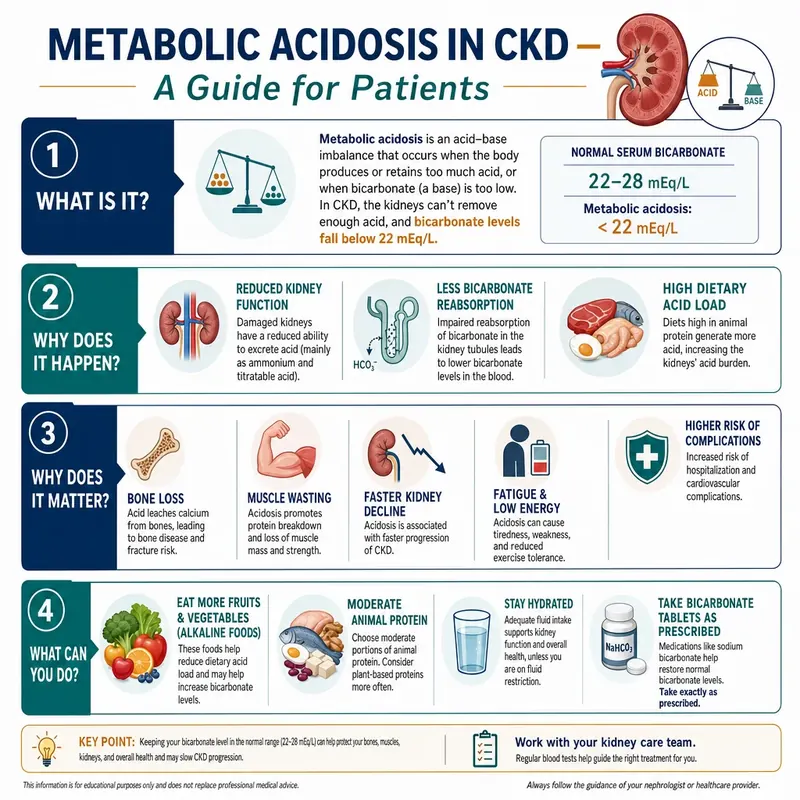 METABOLIC ACIDOSIS IN CKD –
A Guide for Patients
ACID
BASE
1
WHAT IS IT?
Metabolic acidosis is an acid–base
imbalance that occurs when the body
produces or retains too much acid, or
when bicarbonate (a base) is too low.
In CKD, the kidneys can't remove
enough acid, and bicarbonate levels
fall below 22 mEq/L.
NORMAL SERUM BICARBONATE
22–28 mEq/L
Metabolic acidosis:
< 22 mEq/L
2
WHY DOES
IT HAPPEN?
REDUCED KIDNEY
FUNCTION
Damaged kidneys
have a reduced ability
to excrete acid (mainly
as ammonium and
titratable acid).
HCO₃⁻
LESS BICARBONATE
REABSORPTION
Impaired reabsorption
of bicarbonate in the
kidney tubules leads
to lower bicarbonate
levels in the blood.
HIGH DIETARY
ACID LOAD
Diets high in animal
protein generate more
acid, increasing the
kidneys' acid burden.
3
WHY DOES
IT MATTER?
BONE LOSS
Acid leaches calcium
from bones, leading
to bone disease and
fracture risk.
MUSCLE WASTING
Acidosis promotes
protein breakdown
and loss of muscle
mass and strength.
FASTER KIDNEY
DECLINE
Acidosis is associated
with faster progression
of CKD.
FATIGUE &
LOW ENERGY
Acidosis can cause
tiredness, weakness,
and reduced
exercise tolerance.
HIGHER RISK OF
COMPLICATIONS
Increased risk of
hospitalization and
cardiovascular
complications.
4
WHAT CAN
YOU DO?
EAT MORE FRUITS
& VEGETABLES
(ALKALINE FOODS)
These foods help
reduce dietary acid
load and may help
increase bicarbonate
levels.
MODERATE
ANIMAL PROTEIN
Choose moderate
portions of animal
protein. Consider
plant-based proteins
more often.
STAY HYDRATED
Adequate fluid intake
supports kidney
function and overall
health, unless you are
on fluid
restriction.
NaHCO₃
TAKE BICARBONATE
TABLETS AS
PRESCRIBED
Medications like sodium
bicarbonate help
restore normal
bicarbonate levels.
Take exactly as
prescribed.
KEY POINT: Keeping your bicarbonate level in the normal range (22–28 mEq/L) can help protect your bones, muscles,
kidneys, and overall health and may slow CKD progression.
Work with your kidney care team.
Regular blood tests help guide the right treatment for you.
This information is for educational purposes only and does not replace professional medical advice.
Always follow the guidance of your nephrologist or healthcare provider.